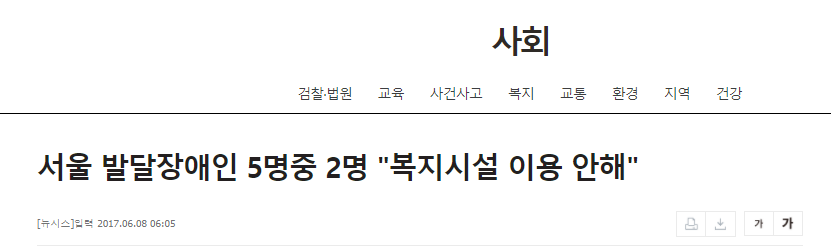 사회
검찰·법원 교육 사건사고 복지 교통 환경 지역 건강
서울 발달장애인 5명중 2명 "복지시설 이용 안해"
[뉴시스]입력 2017.06.08 06:05
가 가